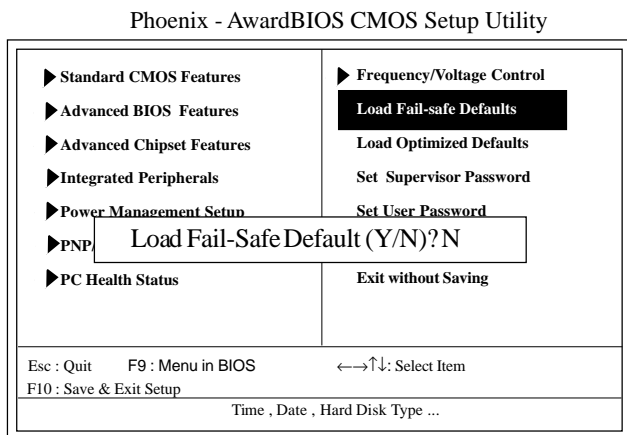 Phoenix - AwardBIOS CMOS Setup Utility
Standard CMOS Features
Advanced BIOS Features
Advanced Chipset Features
Integrated Peripherals
Power Management Setup
PNP/
PC Health Status
Frequency/Voltage Control
Load Fail-safe Defaults
Load Optimized Defaults
Set Supervisor Password
Set User Password
Exit without Saving
Load Fail-Safe Default (Y/N)? N
Esc : Quit F9 : Menu in BIOS ←→↑↓: Select Item
F10 : Save & Exit Setup
Time , Date , Hard Disk Type ...